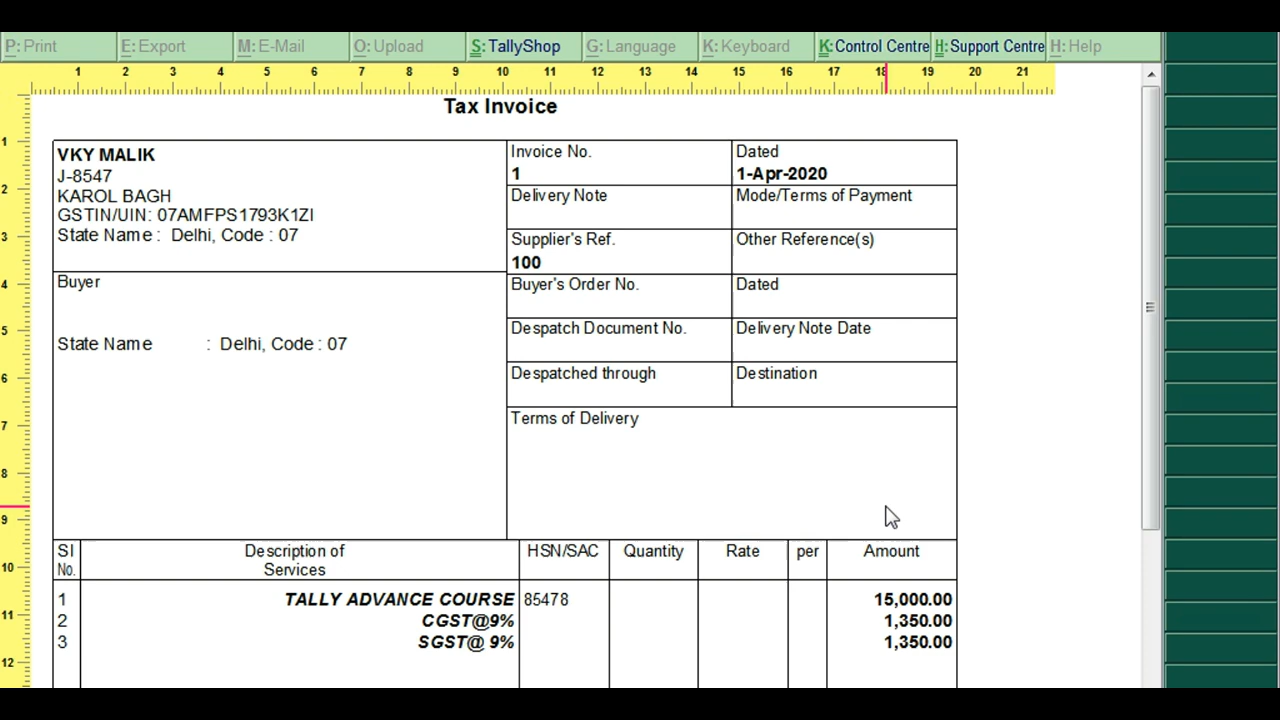 P: Print E: Export M: E-Mail O: Upload S: TallyShop G: Language K: Keyboard K: Control Centre H: Support Centre H: Help
1 2 3 4 5 6 7 8 9 10 11 12 13 14 15 16 17 18 19 20 21
Tax Invoice
VKY MALIK
J-8547
KAROL BAGH
GSTIN/UIN: 07AMFPS1793K1ZI
State Name : Delhi, Code : 07
Invoice No.
1
Dated
1-Apr-2020
Delivery Note
Mode/Terms of Payment
Supplier's Ref.
100
Other Reference(s)
Buyer
State Name : Delhi, Code : 07
Buyer's Order No.
Dated
Despatch Document No.
Delivery Note Date
Despatched through
Destination
Terms of Delivery
Sl No. Description of Services HSN/SAC Quantity Rate per Amount
1 TALLY ADVANCE COURSE 85478 15,000.00
2 CGST@9% 1,350.00
3 SGST@ 9% 1,350.00
1
2
3
4
5
6
7
8
9
10
11
12